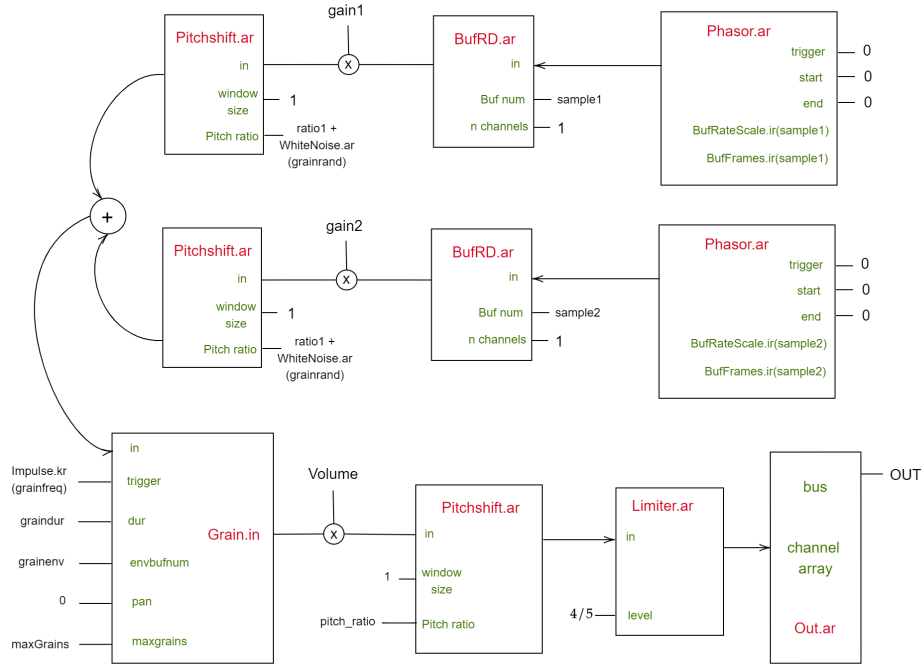 gain1
Pitchshift.ar
in
window
size
1
Pitch ratio
ratio1 +
WhiteNoise.ar
(grainrand)
x
BufRD.ar
in
Buf num
sample1
n channels
1
Phasor.ar
trigger
0
start
0
end
0
BufRateScale.ir(sample1)
BufFrames.ir(sample1)
+
gain2
Pitchshift.ar
in
window
size
1
Pitch ratio
ratio1 +
WhiteNoise.ar
(grainrand)
x
BufRD.ar
in
Buf num
sample2
n channels
1
Phasor.ar
trigger
0
start
0
end
0
BufRateScale.ir(sample2)
BufFrames.ir(sample2)
Impulse.kr
(grainfreq)
graindur
grainenv
0
maxGrains
in
trigger
dur
envbufnum
pan
maxgrains
Grain.in
Volume
x
Pitchshift.ar
in
1
window
size
pitch_ratio
Pitch ratio
Limiter.ar
in
4/5
level
bus
channel
array
Out.ar
OUT